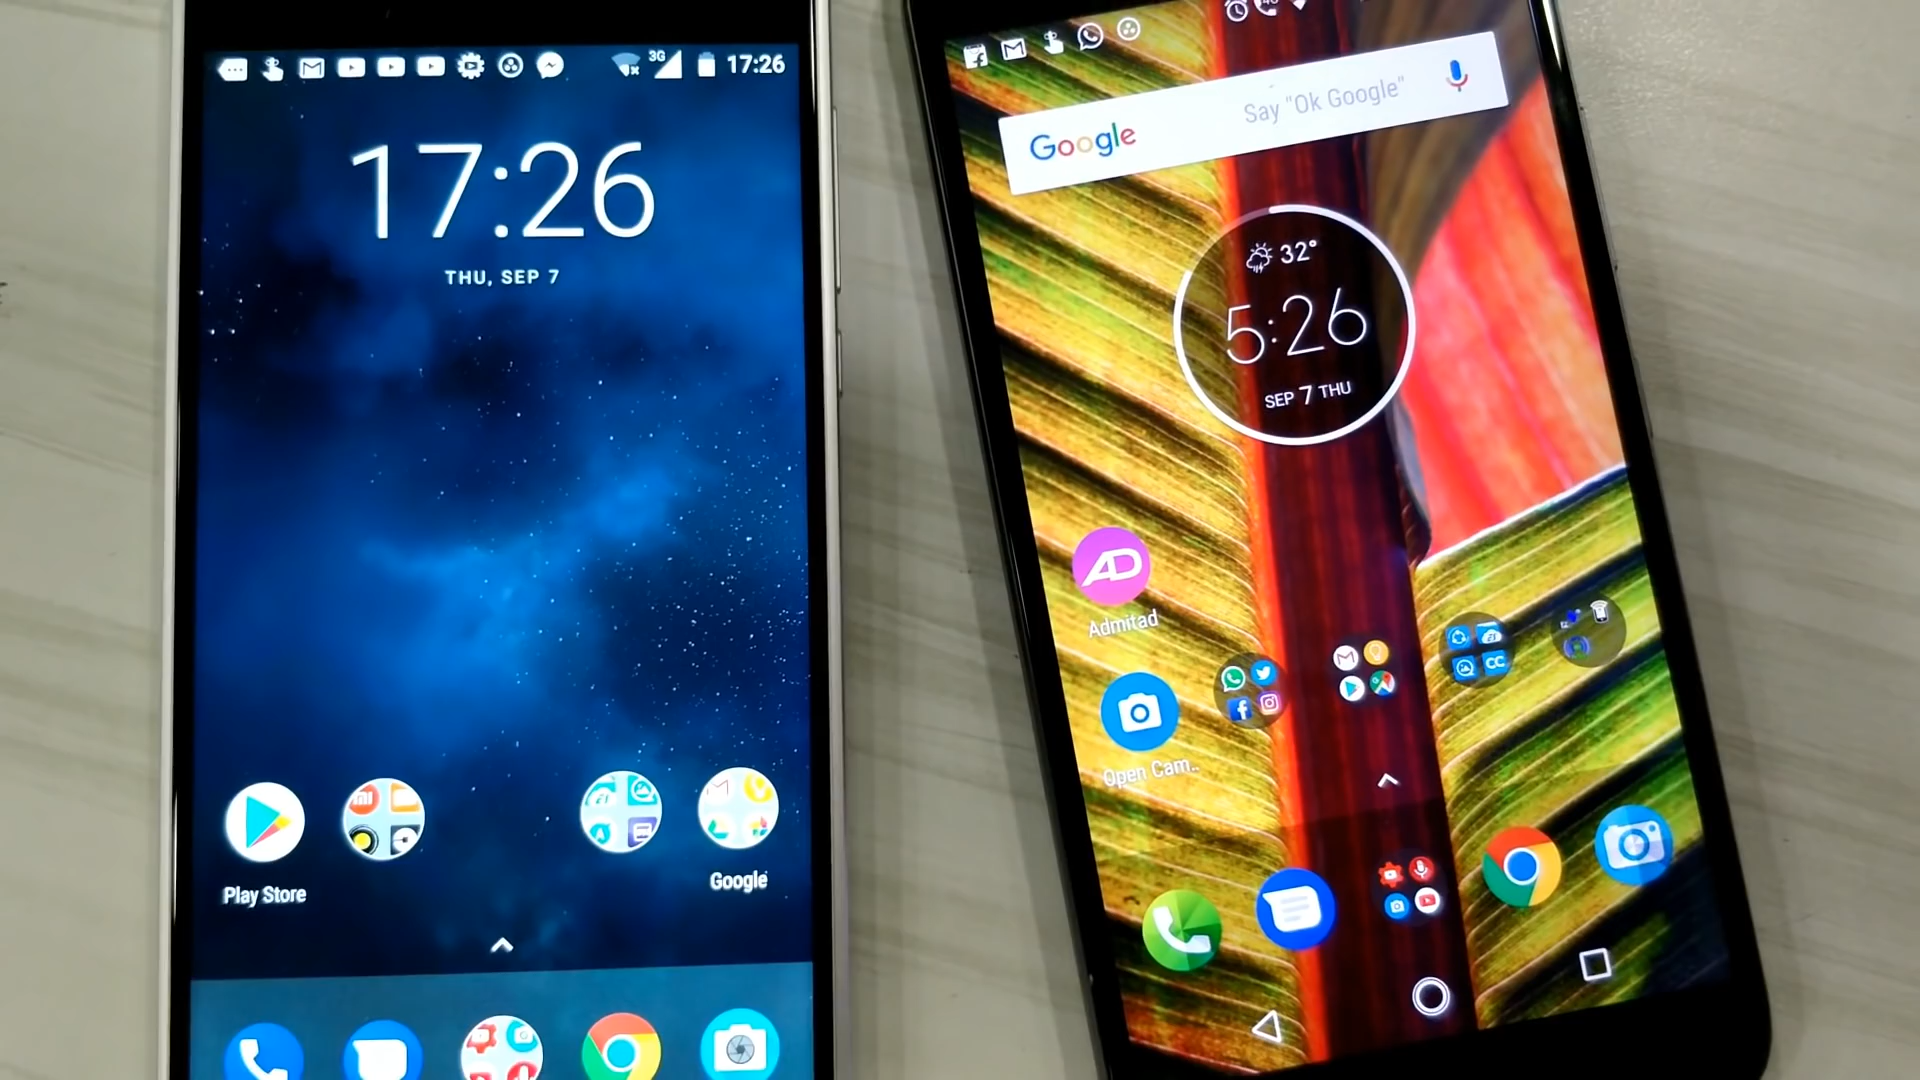 3G
17:26
17:26
THU, SEP 7
Play Store
Google
Google
Say "Ok Google"
32°
5:26
SEP 7 THU
AD
Admitad
Open Cam..